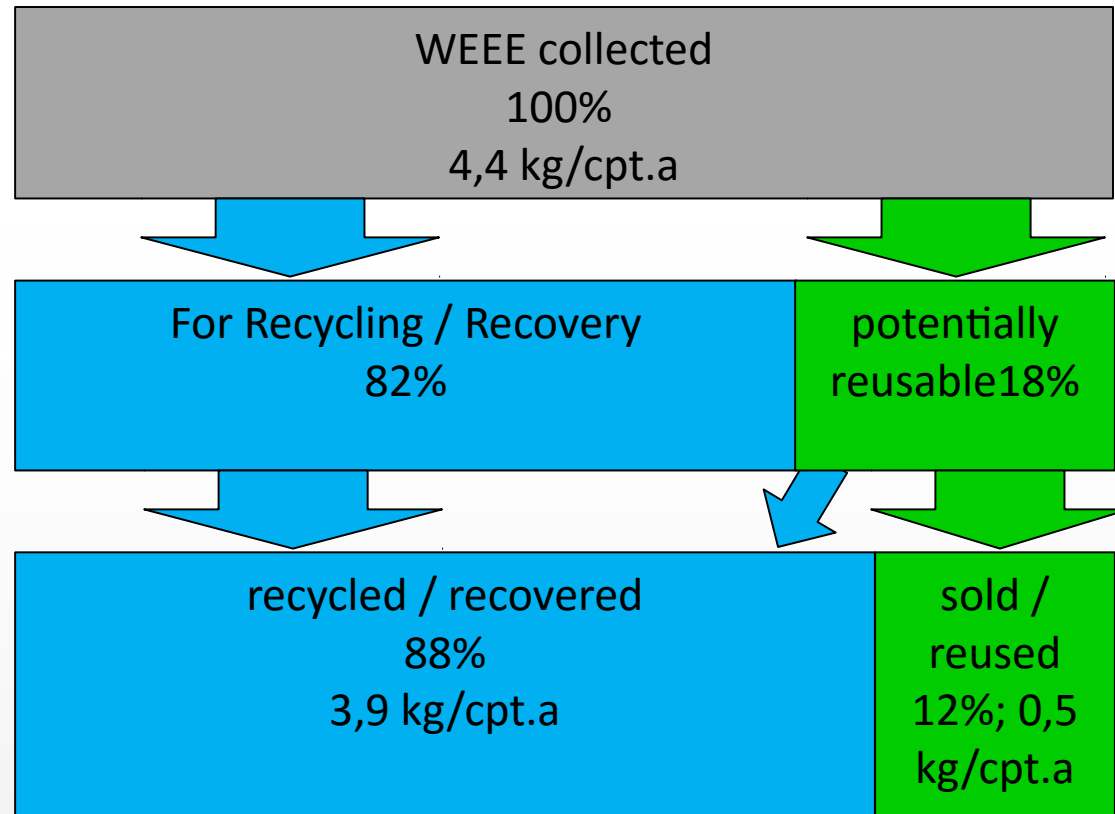 WEEE collected
100%
4,4 kg/cpt.a
For Recycling / Recovery
82%
potentially
reusable18%
recycled / recovered
88%
3,9 kg/cpt.a
sold /
reused
12%; 0,5
kg/cpt.a